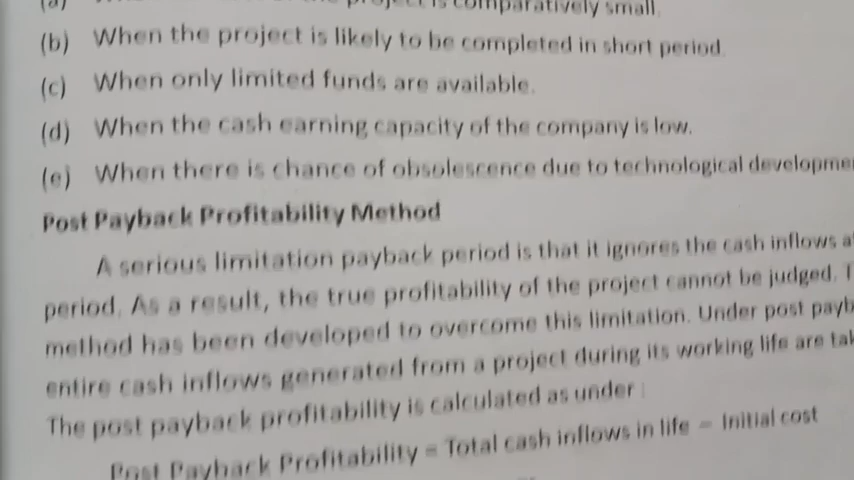 (a) project is comparatively small.
(b) When the project is likely to be completed in short period.
(c) When only limited funds are available.
(d) When the cash earning capacity of the company is low.
(e) When there is chance of obsolescence due to technological
Post Payback Profitability Method
A serious limitation payback period is that it ignores the cash inflows
period. As a result, the true profitability of the project cannot be judged.
method has been developed to overcome this limitation. Under post
entire cash inflows generated from a project during its working life are
The post payback profitability is calculated as under :
Post Payback Profitability = Total cash inflows in life – Initial cost